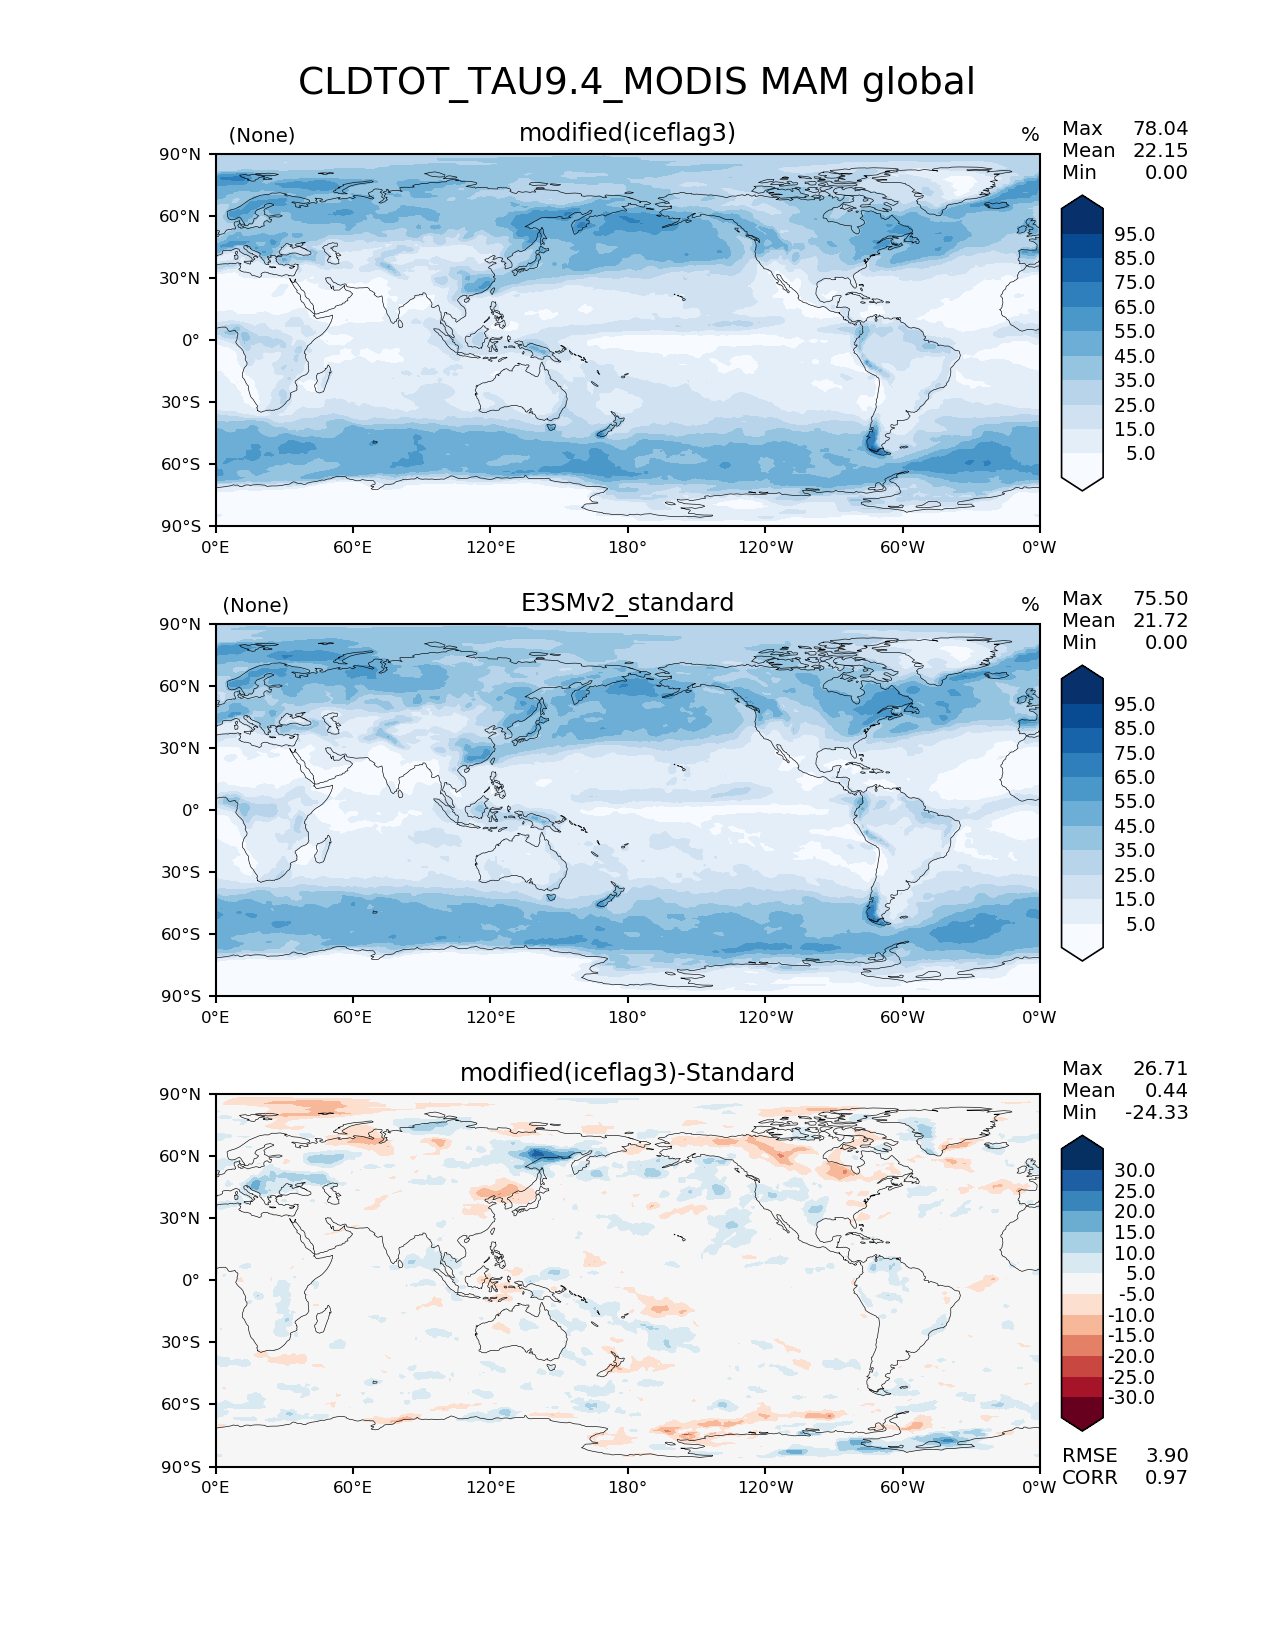 CLDTOT_TAU9.4_MODIS MAM global
(None) modified(iceflag3) %
Max 78.04
Mean 22.15
Min 0.00
90°N
60°N
30°N
0°
30°S
60°S
90°S
0°E 60°E 120°E 180° 120°W 60°W 0°W
95.0
85.0
75.0
65.0
55.0
45.0
35.0
25.0
15.0
5.0
(None) E3SMv2_standard %
Max 75.50
Mean 21.72
Min 0.00
90°N
60°N
30°N
0°
30°S
60°S
90°S
0°E 60°E 120°E 180° 120°W 60°W 0°W
95.0
85.0
75.0
65.0
55.0
45.0
35.0
25.0
15.0
5.0
modified(iceflag3)-Standard
Max 26.71
Mean 0.44
Min -24.33
90°N
60°N
30°N
0°
30°S
60°S
90°S
0°E 60°E 120°E 180° 120°W 60°W 0°W
30.0
25.0
20.0
15.0
10.0
5.0
-5.0
-10.0
-15.0
-20.0
-25.0
-30.0
RMSE 3.90
CORR 0.97